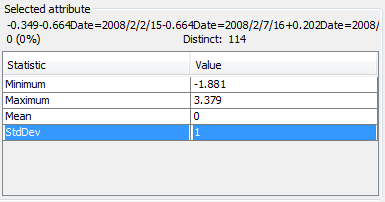 Selected attribute
-0.349-0.664Date=2008/2/2/15-0.664Date=2008/2/7/16+0.202Date=2008/
0 (0%) Distinct: 114
Statistic Value
Minimum -1.881
Maximum 3.379
Mean 0
StdDev 1